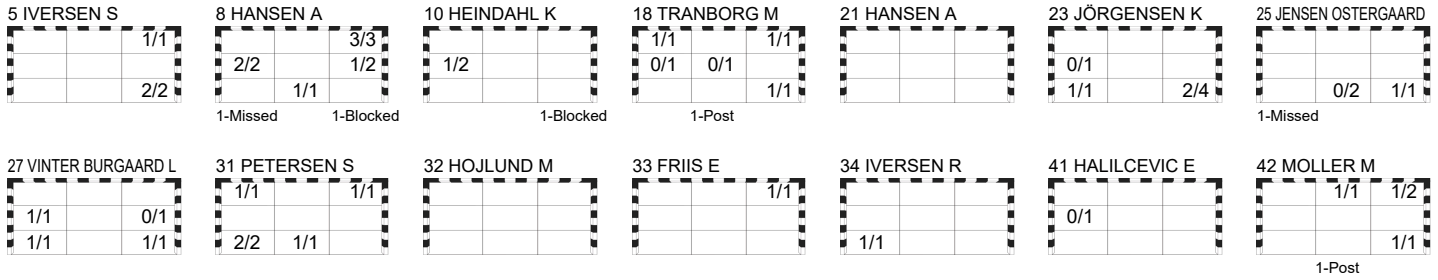 5 IVERSEN S 8 HANSEN A 10 HEINDAHL K 18 TRANBORG M 21 HANSEN A 23 JÖRGENSEN K 25 JENSEN OSTERGAARD
1/1 3/3 1/1 1/1
2/2 1/2 1/2 0/1 0/1 0/1
2/2 1/1 1/1 1/1 2/4 0/2 1/1
1-Missed 1-Blocked 1-Blocked 1-Post 1-Missed
27 VINTER BURGAARD L 31 PETERSEN S 32 HOJLUND M 33 FRIIS E 34 IVERSEN R 41 HALILCEVIC E 42 MOLLER M
1/1 1/1 1/1 1/1 1/2
1/1 0/1 0/1
1/1 1/1 2/2 1/1 1/1 1/1
1-Post